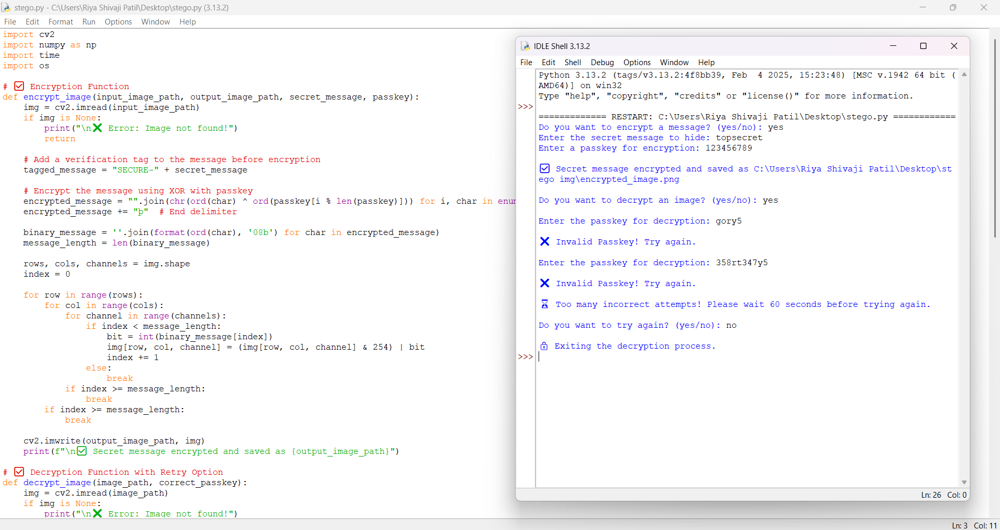 stego.py - C:\Users\Riya Shivaji Patil\Desktop\stego.py (3.13.2)
File Edit Format Run Options Window Help
import cv2
import numpy as np
import time
import os
# ✅ Encryption Function
def encrypt_image(input_image_path, output_image_path, secret_message, passkey):
    img = cv2.imread(input_image_path)
    if img is None:
        print("\n❌ Error: Image not found!")
        return
    # Add a verification tag to the message before encryption
    tagged_message = "SECURE-" + secret_message
    # Encrypt the message using XOR with passkey
    encrypted_message = "".join(chr(ord(char) ^ ord(passkey[i % len(passkey)])) for i, char in enu
    encrypted_message += "þ"  # End delimiter
    binary_message = ''.join(format(ord(char), '08b') for char in encrypted_message)
    message_length = len(binary_message)
    rows, cols, channels = img.shape
    index = 0
    for row in range(rows):
        for col in range(cols):
            for channel in range(channels):
                if index < message_length:
                    bit = int(binary_message[index])
                    img[row, col, channel] = (img[row, col, channel] & 254) | bit
                    index += 1
                else:
                    break
            if index >= message_length:
                break
        if index >= message_length:
            break
    cv2.imwrite(output_image_path, img)
    print(f"\n✅ Secret message encrypted and saved as {output_image_path}")
# ✅ Decryption Function with Retry Option
def decrypt_image(image_path, correct_passkey):
    img = cv2.imread(image_path)
    if img is None:
        print("\n❌ Error: Image not found!")
Ln: 3 Col: 11
IDLE Shell 3.13.2
File Edit Shell Debug Options Window Help
Python 3.13.2 (tags/v3.13.2:4f8bb39, Feb  4 2025, 15:23:48) [MSC v.1942 64 bit (
AMD64)] on win32
Type "help", "copyright", "credits" or "license()" for more information.
>>>
============= RESTART: C:\Users\Riya Shivaji Patil\Desktop\stego.py ============
Do you want to encrypt a message? (yes/no): yes
Enter the secret message to hide: topsecret
Enter a passkey for encryption: 123456789
✅ Secret message encrypted and saved as C:\Users\Riya Shivaji Patil\Desktop\st
ego img\encrypted_image.png
Do you want to decrypt an image? (yes/no): yes
Enter the passkey for decryption: gory5
❌ Invalid Passkey! Try again.
Enter the passkey for decryption: 358rt347y5
❌ Invalid Passkey! Try again.
⏳ Too many incorrect attempts! Please wait 60 seconds before trying again.
Do you want to try again? (yes/no): no
🔒 Exiting the decryption process.
>>>
Ln: 26 Col: 0